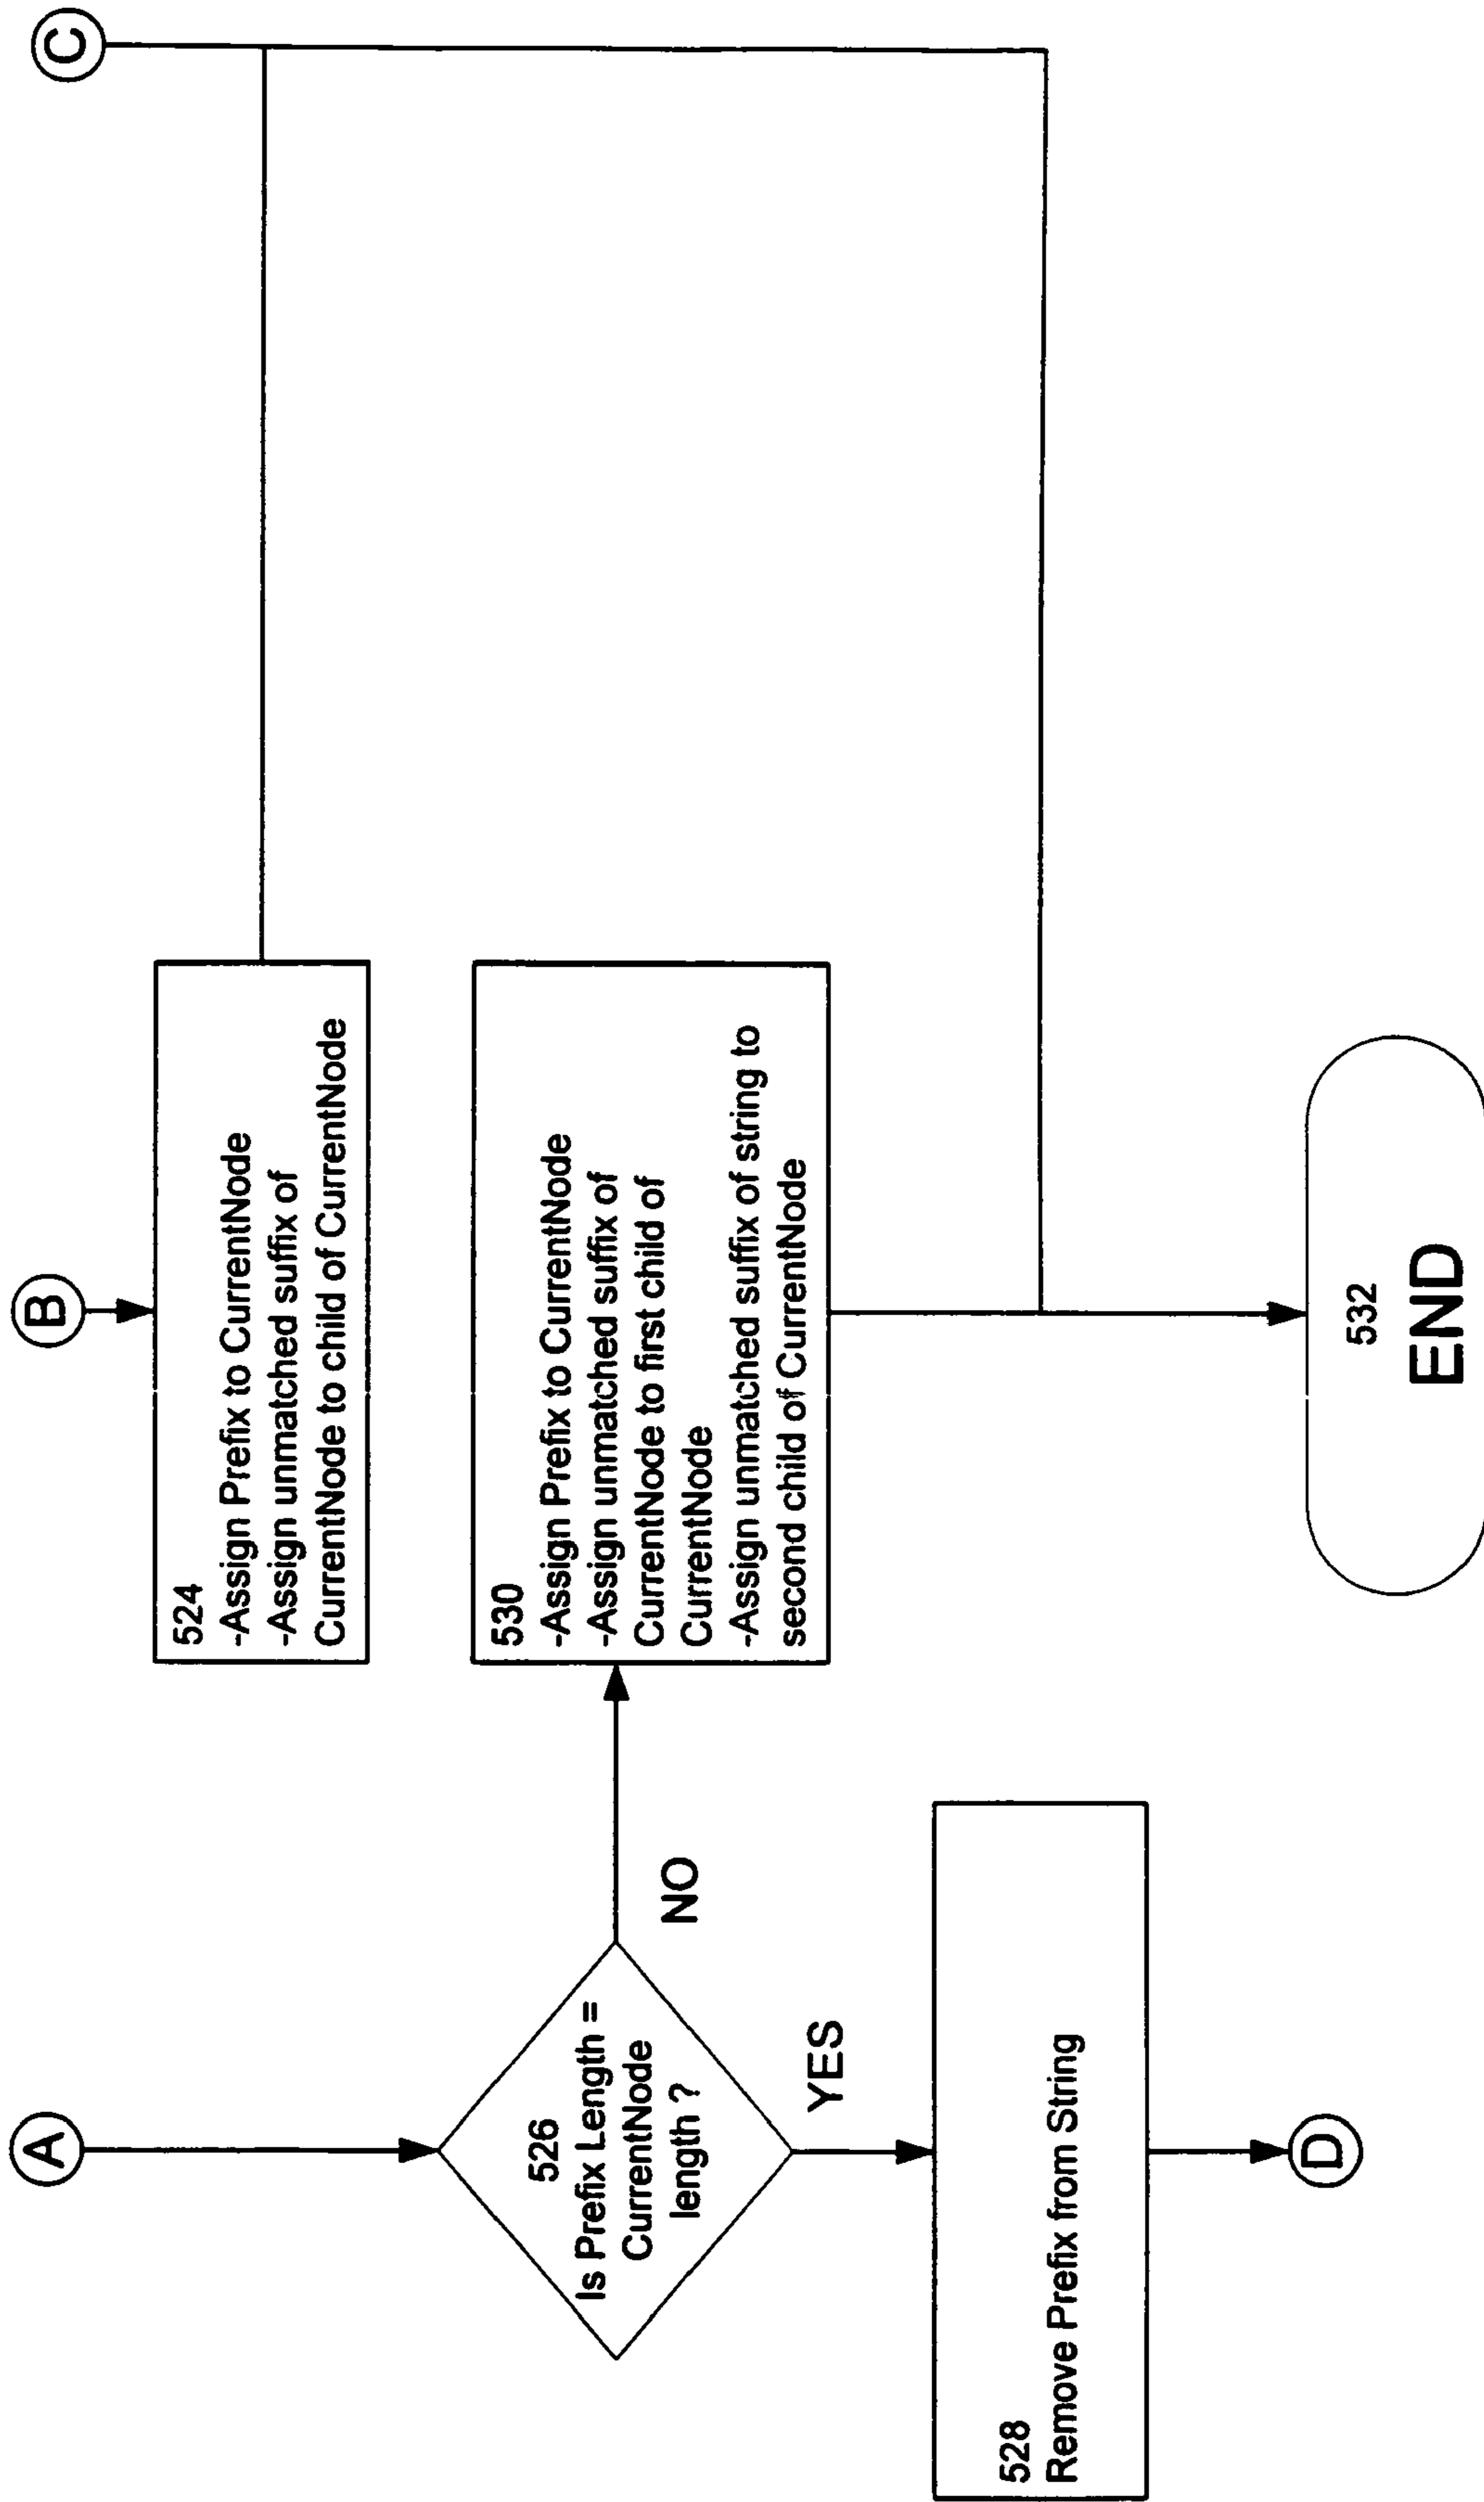 A
B
C
524
-Assign Prefix to CurrentNode
-Assign unmatched suffix of
CurrentNode to child of CurrentNode
526
Is Prefix Length =
CurrentNode
length ?
NO
YES
530
-Assign Prefix to CurrentNode
-Assign unmatched suffix of
CurrentNode to first child of
CurrentNode
-Assign unmatched suffix of string to
second child of CurrentNode
528
Remove Prefix from String
D
532
END